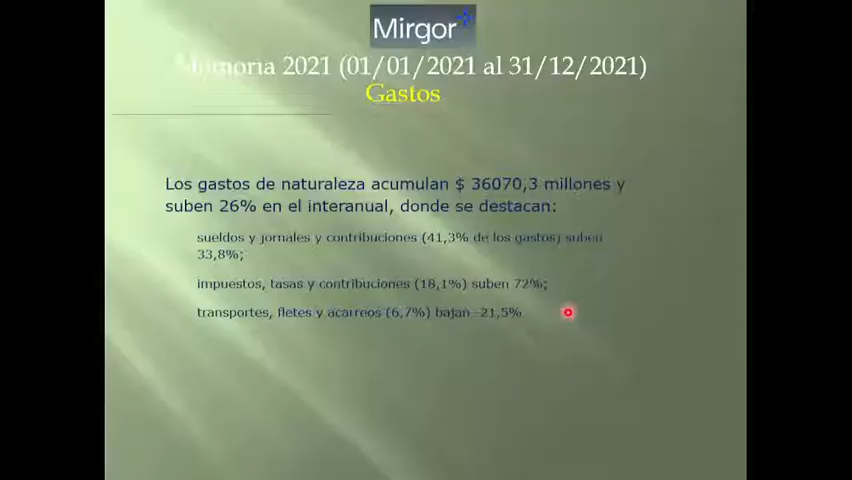 Mirgor
Memoria 2021 (01/01/2021 al 31/12/2021)
Gastos
Los gastos de naturaleza acumulan $ 36070,3 millones y
suben 26% en el interanual, donde se destacan:
sueldos y jornales y contribuciones (41,3% de los gastos) suben
33,8%;
impuestos, tasas y contribuciones (18,1%) suben 72%;
transportes, fletes y acarreos (6,7%) bajan -21,5%